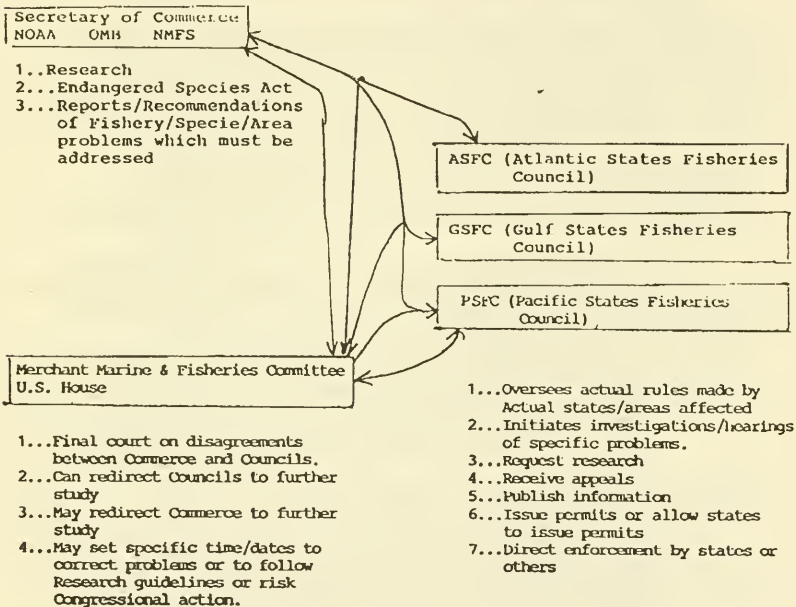 Secretary of Commerce
NOAA OMB NMFS
1..Research
2...Endangered Species Act
3...Reports/Recommendations
of Fishery/Specie/Area
problems which must be
addressed
ASFC (Atlantic States Fisheries
Council)
GSFC (Gulf States Fisheries
Council)
PSFC (Pacific States Fisheries
Council)
Merchant Marine & Fisheries Committee
U.S. House
1...Final court on disagreements
between Commerce and Councils.
2...Can redirect Councils to further
study
3...May redirect Commerce to further
study
4...May set specific time/dates to
correct problems or to follow
Research guidelines or risk
Congressional action.
1...Oversees actual rules made by
Actual states/areas affected
2...Initiates investigations/hearings
of specific problems.
3...Request research
4...Receive appeals
5...Publish information
6...Issue permits or allow states
to issue permits
7...Direct enforcement by states or
others